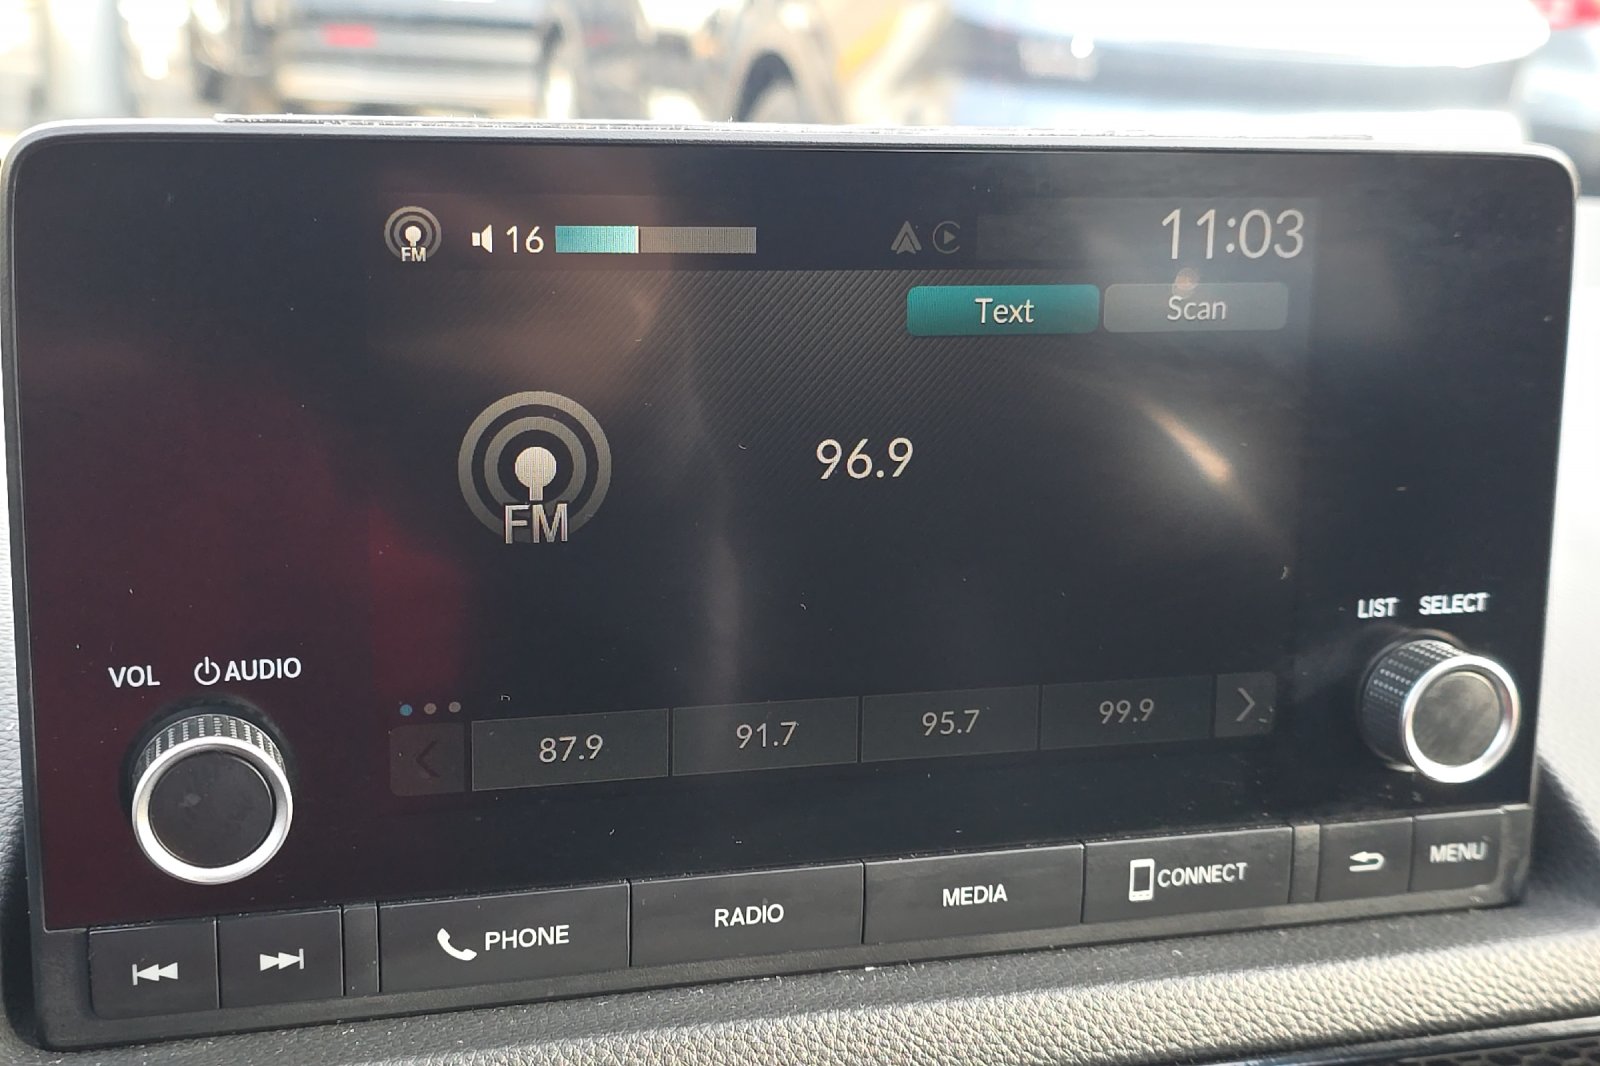 FM 16 11:03
Text Scan
FM
96.9
LIST SELECT
VOL AUDIO
87.9 91.7 95.7 99.9
PHONE RADIO MEDIA CONNECT MENU